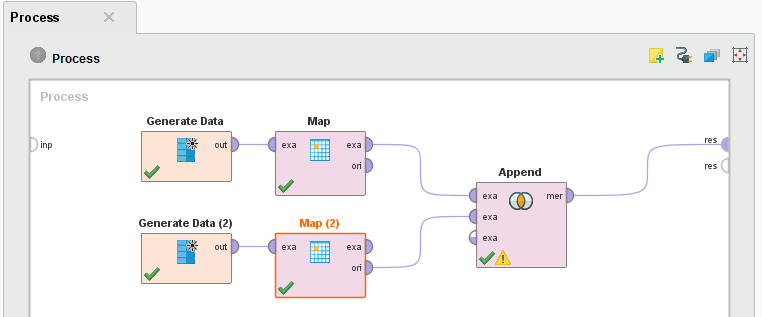 Process
Process
Process
inp
Generate Data
out
Map
exa
exa
ori
res
res
Append
exa
mer
exa
exa
Generate Data (2)
out
Map (2)
exa
exa
ori